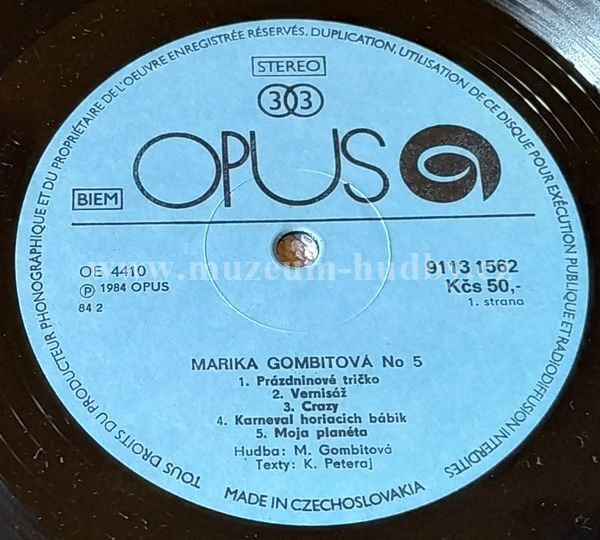 TOUS DROITS DU PRODUCTEUR PHONOGRAPHIQUE ET DU PROPRIÉTAIRE DE L'OEUVRE ENREGISTRÉE RÉSERVÉS. DUPLICATION, UTILISATION DE CE DISQUE POUR EXÉCUTION PUBLIQUE ET RADIODIFFUSION INTERDITES
STEREO
33
OPUS
BIEM
www.muzeum-hudby.cz
OE 4410
9113 1562
Ⓟ 1984 OPUS
Kčs 50,-
84 2
1. strana
MARIKA GOMBITOVÁ No 5
1. Prázdninové tričko
2. Vernisáž
3. Crazy
4. Karneval horiacich bábik
5. Moja planéta
Hudba: M. Gombitová
Texty: K. Peteraj
MADE IN CZECHOSLOVAKIA